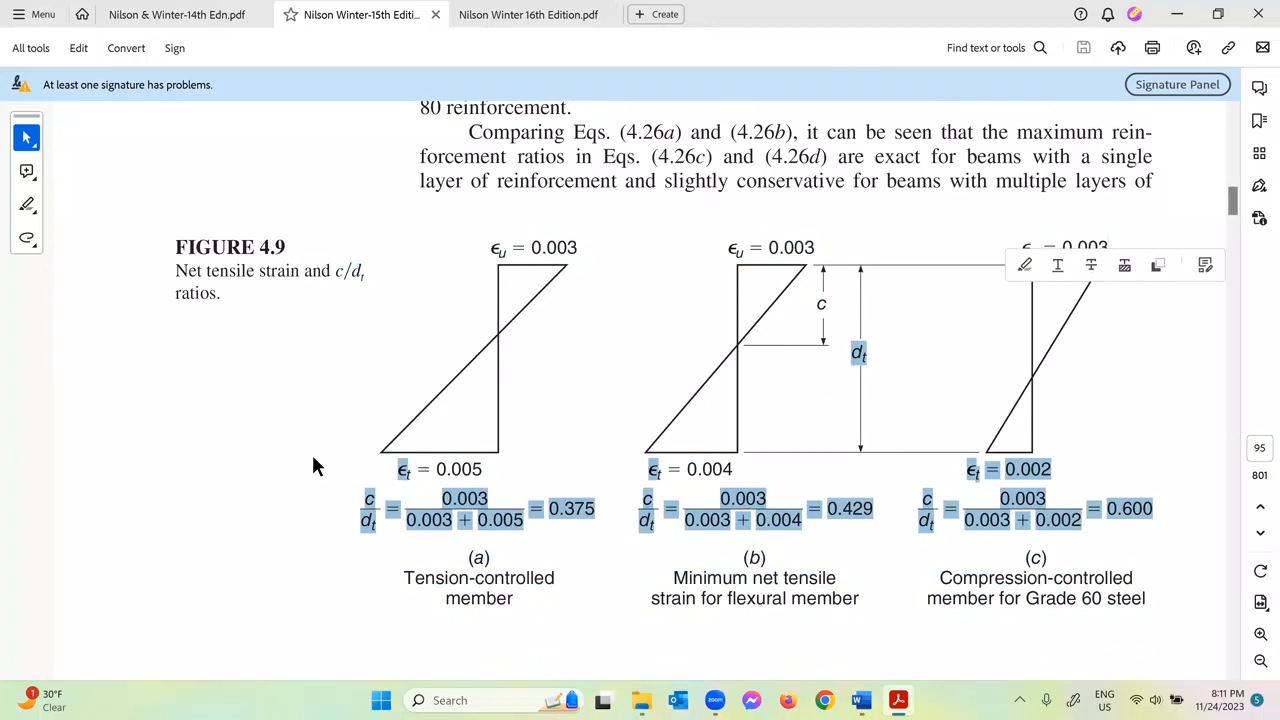 Menu
Nilson & Winter-14th Edn.pdf
Nilson Winter-15th Editi...
Nilson Winter 16th Edition.pdf
+ Create
All tools Edit Convert Sign
Find text or tools
At least one signature has problems.
Signature Panel
80 reinforcement.
Comparing Eqs. (4.26a) and (4.26b), it can be seen that the maximum rein-
forcement ratios in Eqs. (4.26c) and (4.26d) are exact for beams with a single
layer of reinforcement and slightly conservative for beams with multiple layers of
FIGURE 4.9
Net tensile strain and c/dt
ratios.
ϵu = 0.003
ϵu = 0.003
ϵ = 0.003
c
dt
ϵt = 0.005
ϵt = 0.004
ϵt = 0.002
c/dt = 0.003/(0.003 + 0.005) = 0.375
c/dt = 0.003/(0.003 + 0.004) = 0.429
c/dt = 0.003/(0.003 + 0.002) = 0.600
(a)
Tension-controlled
member
(b)
Minimum net tensile
strain for flexural member
(c)
Compression-controlled
member for Grade 60 steel
95
801
1
30°F
Clear
Search
zoom
ENG
US
8:11 PM
11/24/2023
5